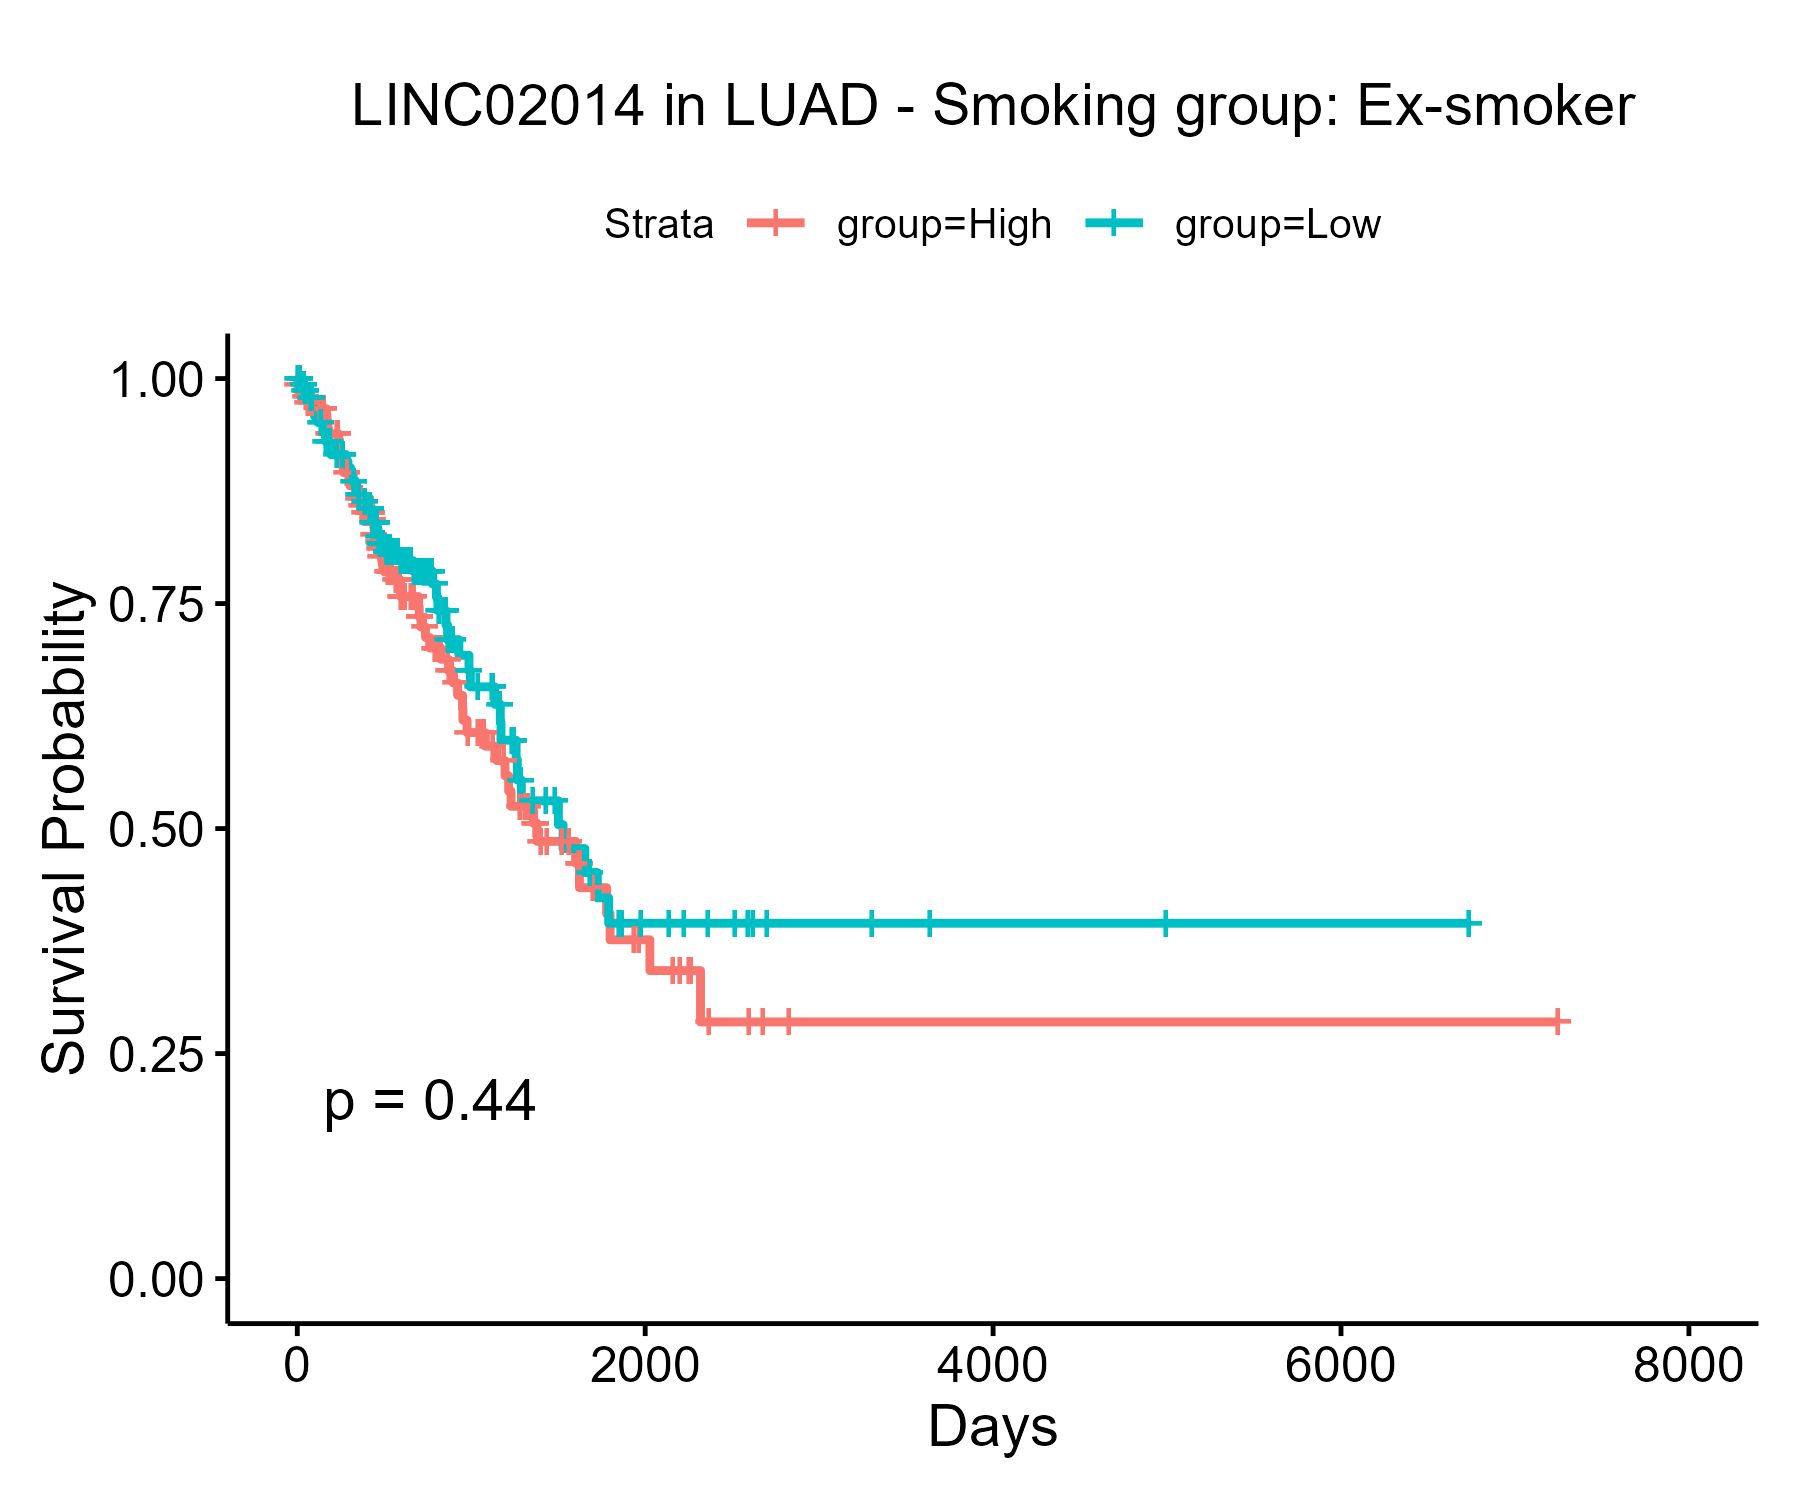 LINC02014 in LUAD - Smoking group: Ex-smoker
Strata group=High group=Low
1.00
0.75
0.50
0.25
0.00
Survival Probability
p = 0.44
0 2000 4000 6000 8000
Days